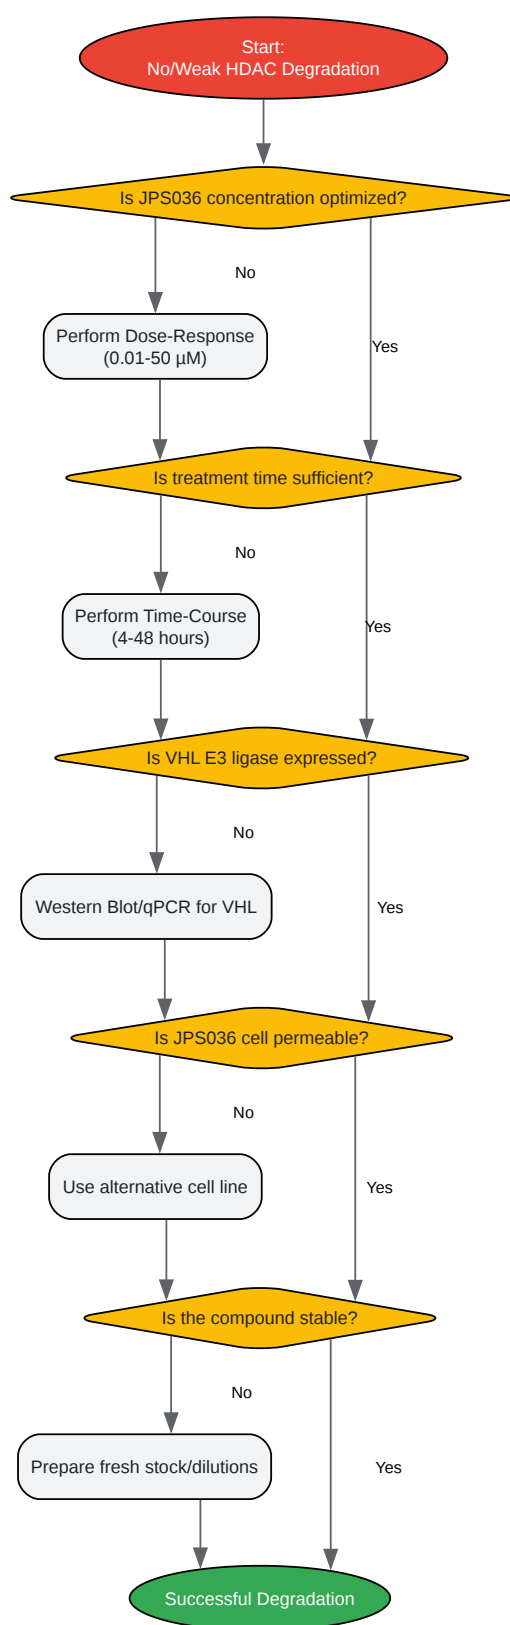 Start:
No/Weak HDAC Degradation
Is JPS036 concentration optimized?
No
Perform Dose-Response
(0.01-50 µM)
Yes
Is treatment time sufficient?
No
Perform Time-Course
(4-48 hours)
Yes
Is VHL E3 ligase expressed?
No
Western Blot/qPCR for VHL
Yes
Is JPS036 cell permeable?
No
Use alternative cell line
Yes
Is the compound stable?
No
Prepare fresh stock/dilutions
Yes
Successful Degradation